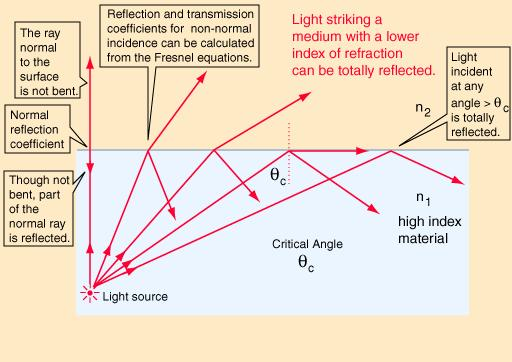 The ray
normal
to the
surface
is not bent.
Reflection and transmission
coefficients for non-normal
incidence can be calculated
from the Fresnel equations.
Light striking a
medium with a lower
index of refraction
can be totally reflected.
Light
incident
at any
angle > θc
is totally
reflected.
n2
Normal
reflection
coefficient
Though not
bent, part
of the
normal ray
is reflected.
θc
n1
high index
material
Critical Angle
θc
Light source